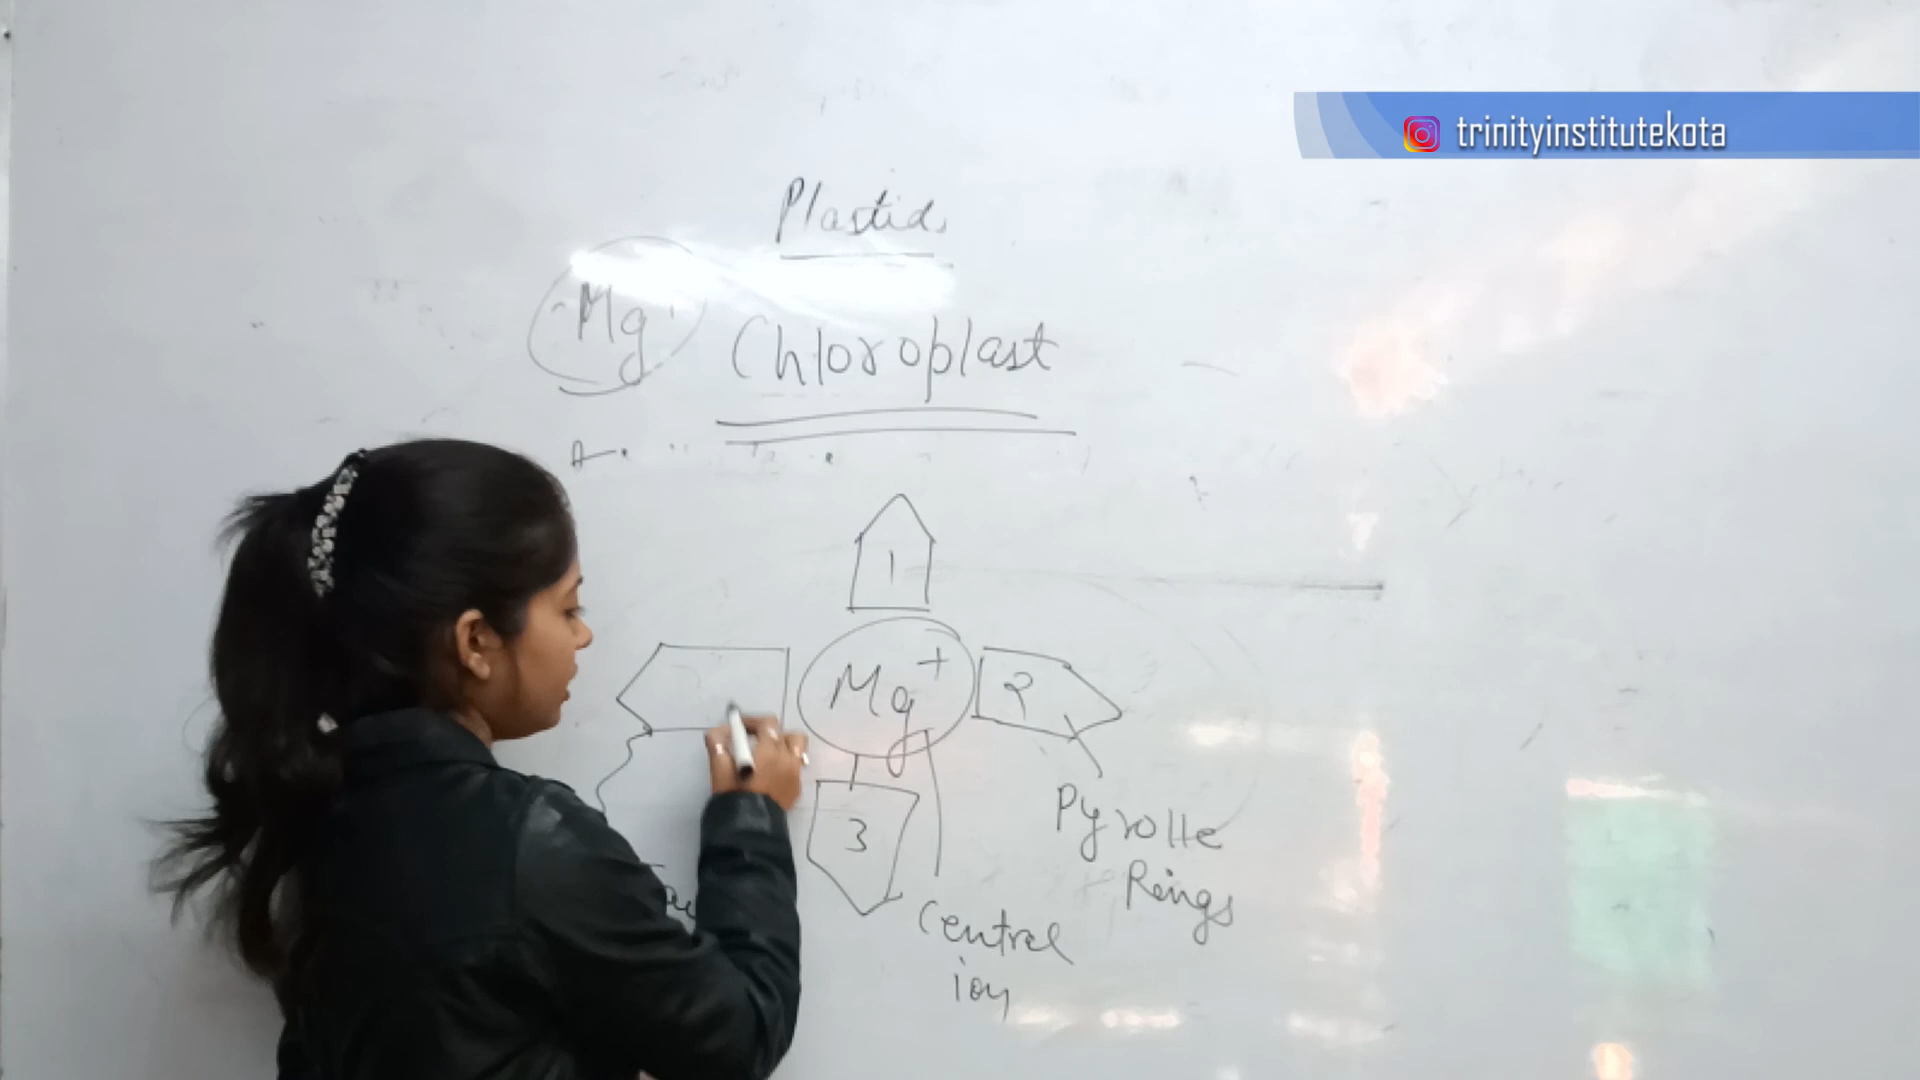 trinityinstitutekota
Plastid
Mg
Chloroplast
1
Mg+
2
3
Pyrolle
Rings
Central
ion